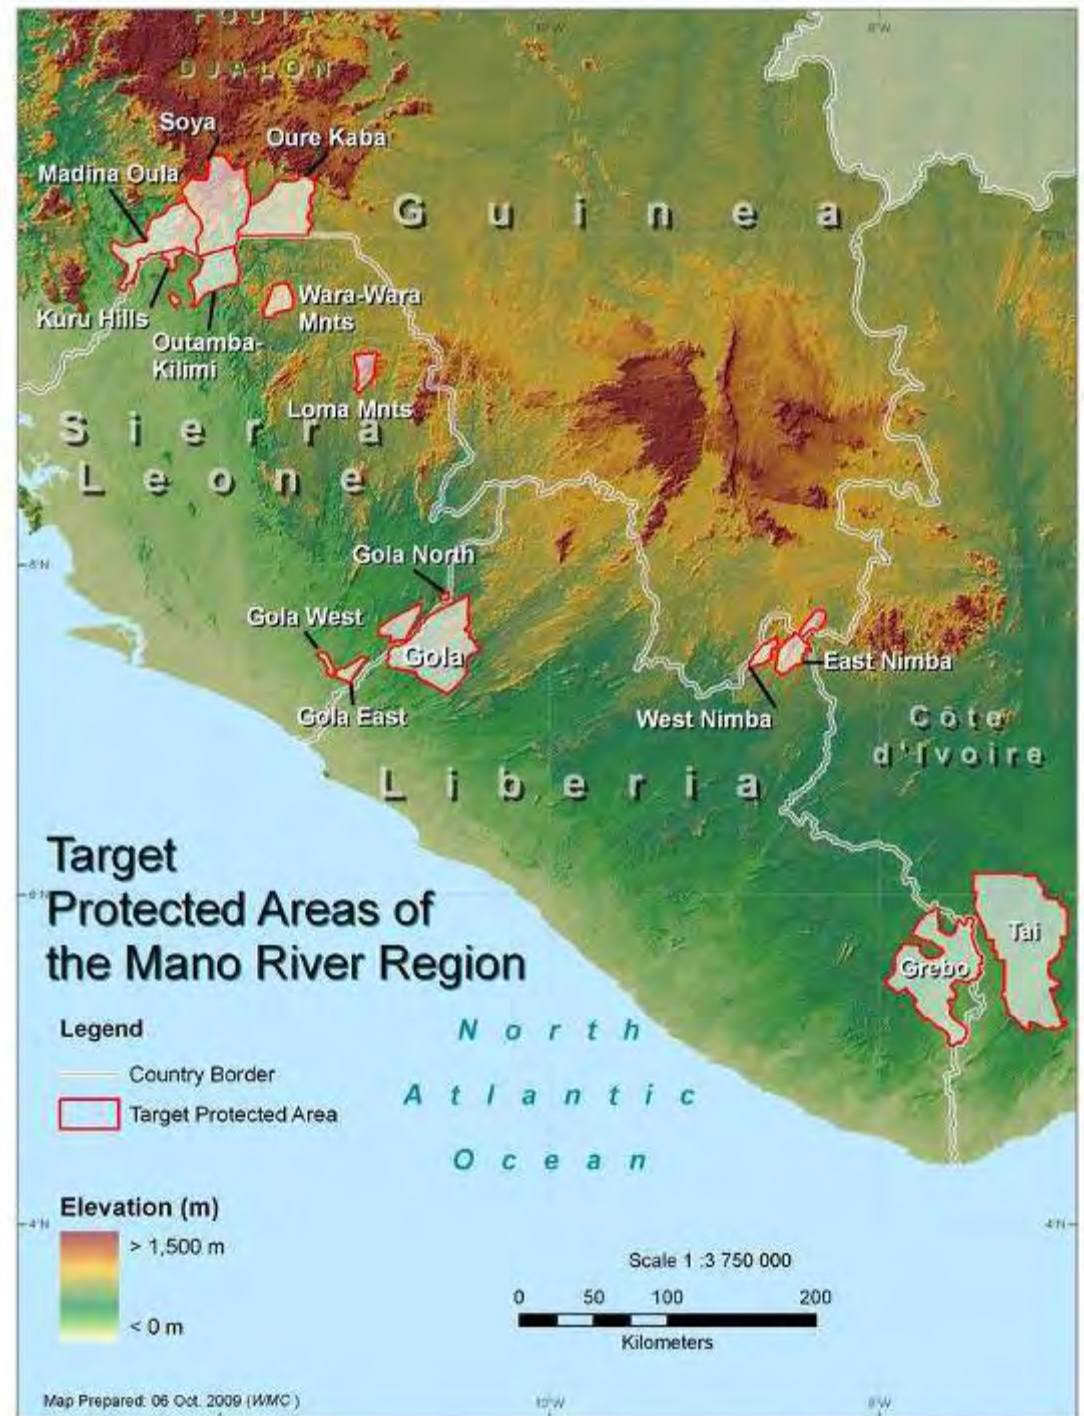 DJALON
10°W
8°W
Soya
Oure Kaba
Madina Oula
Guinea
Kuru Hills
Wara-Wara
Mnts
Outamba-
Kilimi
Loma Mnts
Sierra
Leone
Gola North
8°N
Gola West
Gola
Gola East
East Nimba
West Nimba
Côte
d'Ivoire
Liberia
Target
Protected Areas of
the Mano River Region
6°N
Tai
Grebo
Legend
Country Border
Target Protected Area
North
Atlantic
Ocean
Elevation (m)
> 1,500 m
< 0 m
4°N
4°N
Scale 1 :3 750 000
0 50 100 200
Kilometers
Map Prepared: 06 Oct. 2009 (WMC )
10°W
8°W